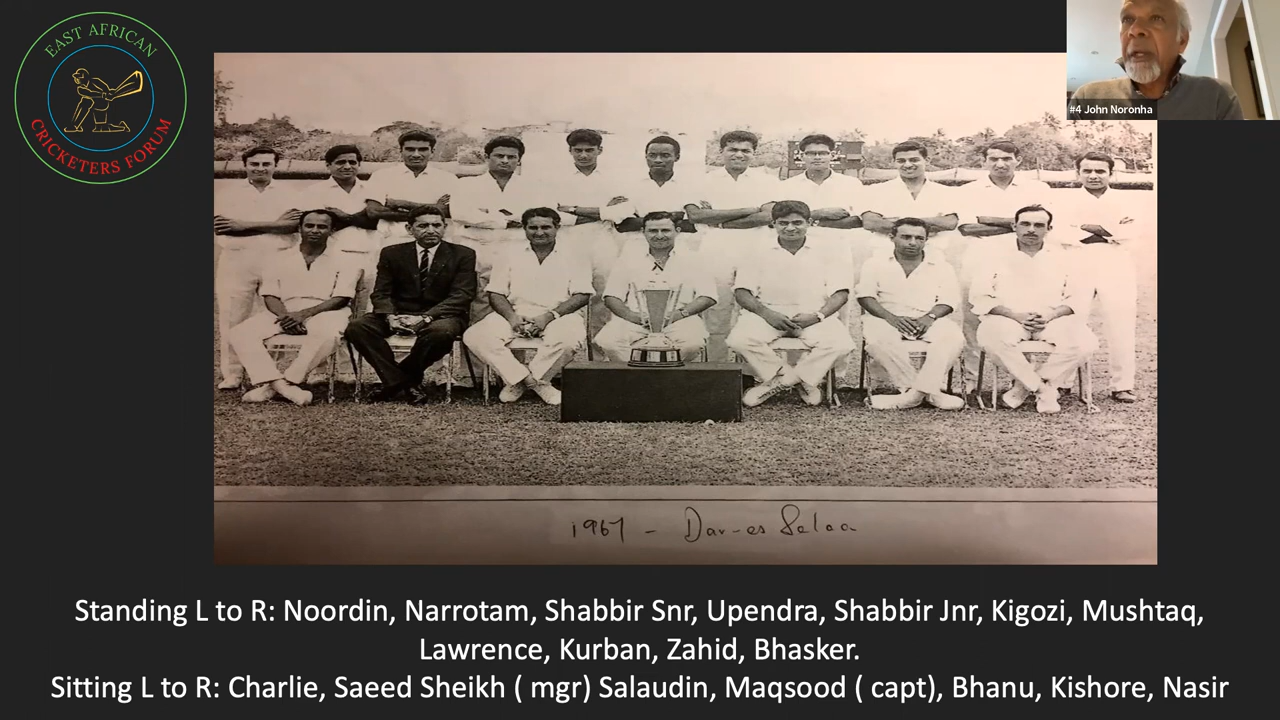 EAST AFRICAN
CRICKETERS FORUM
#4 John Noronha
1967 - Dar-es Salaa
Standing L to R: Noordin, Narrotam, Shabbir Snr, Upendra, Shabbir Jnr, Kigozi, Mushtaq,
Lawrence, Kurban, Zahid, Bhasker.
Sitting L to R: Charlie, Saeed Sheikh ( mgr) Salaudin, Maqsood ( capt), Bhanu, Kishore, Nasir